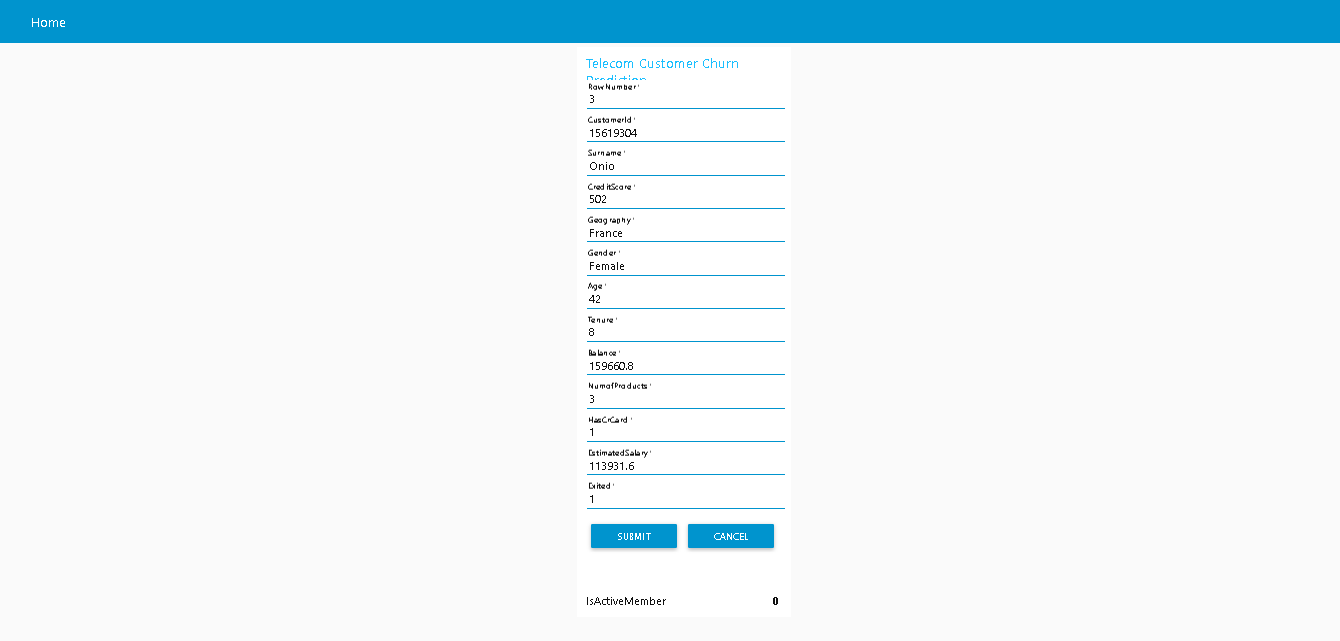 Home
Telecom Customer Churn
Prediction
RowNumber *
3
CustomerId *
15619304
Surname *
Onio
CreditScore *
502
Geography *
France
Gender *
Female
Age *
42
Tenure *
8
Balance *
159660.8
NumofProducts *
3
HasCrCard *
1
EstimatedSalary *
113931.6
Exited *
1
SUBMIT CANCEL
IsActiveMember 0